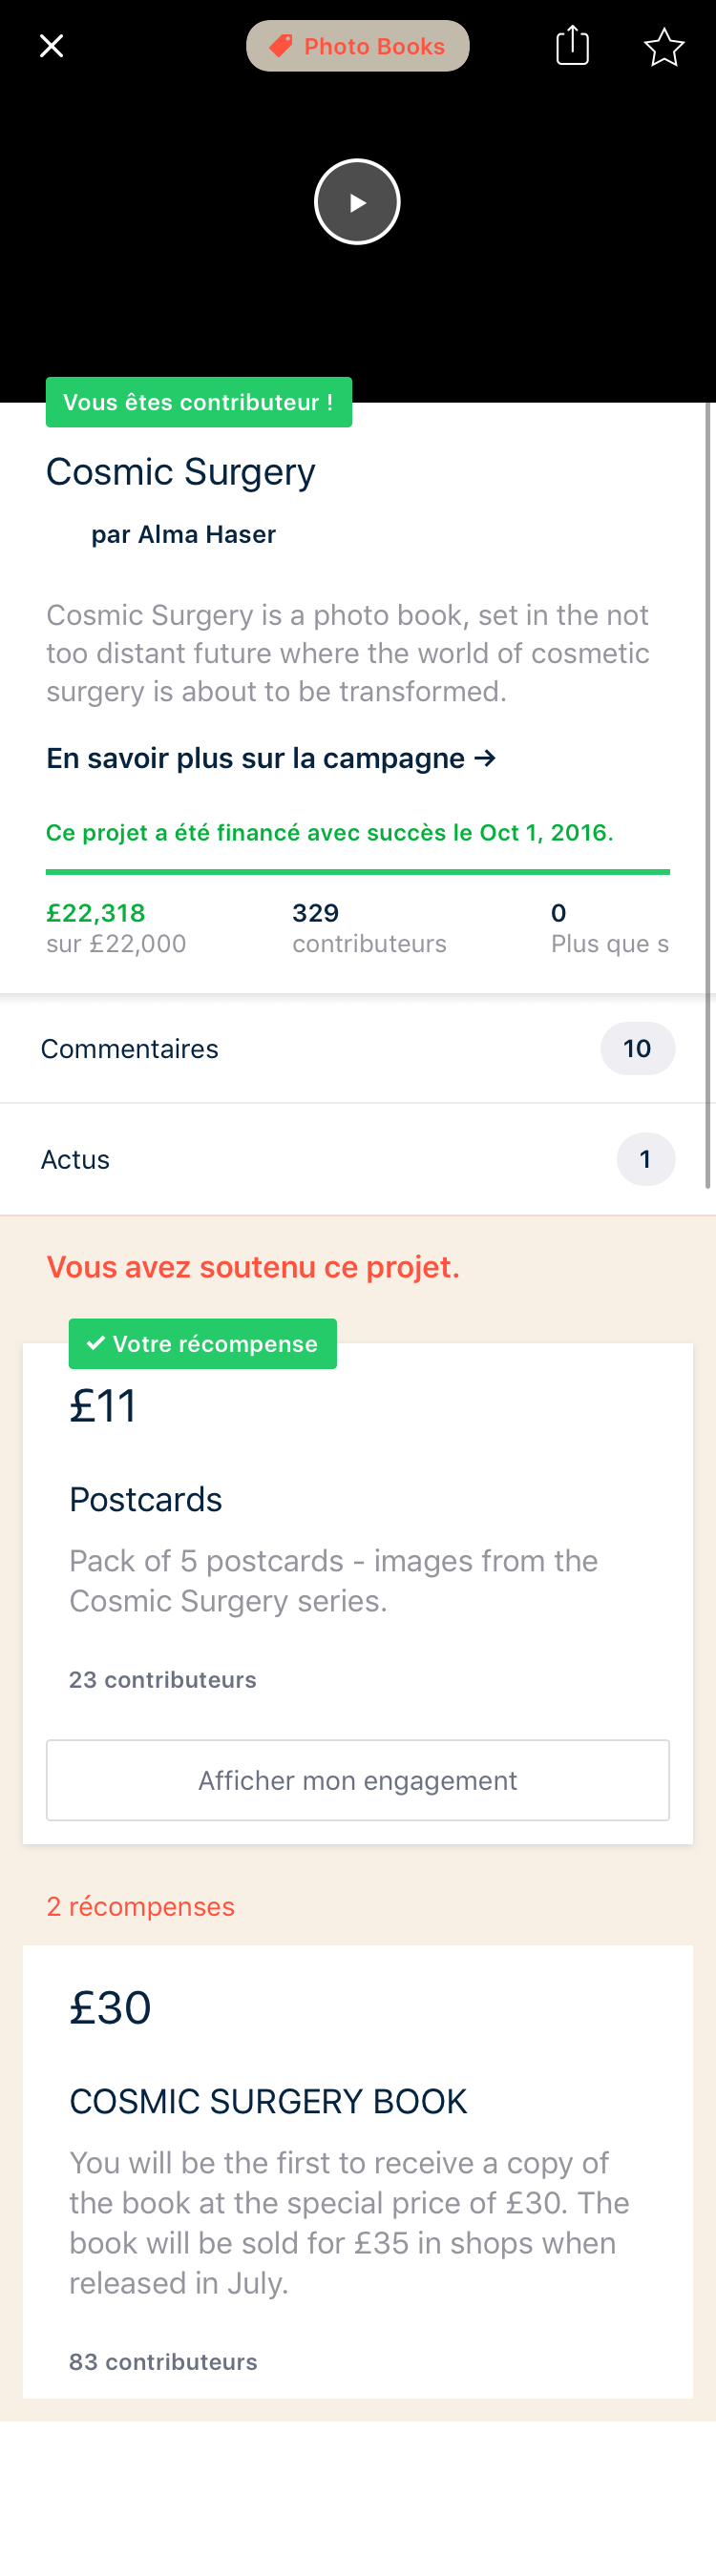 Photo Books
Vous êtes contributeur !
Cosmic Surgery
par Alma Haser
Cosmic Surgery is a photo book, set in the not
too distant future where the world of cosmetic
surgery is about to be transformed.
En savoir plus sur la campagne →
Ce projet a été financé avec succès le Oct 1, 2016.
£22,318 329 0
sur £22,000 contributeurs Plus que s
Commentaires 10
Actus 1
Vous avez soutenu ce projet.
✓ Votre récompense
£11
Postcards
Pack of 5 postcards - images from the
Cosmic Surgery series.
23 contributeurs
Afficher mon engagement
2 récompenses
£30
COSMIC SURGERY BOOK
You will be the first to receive a copy of
the book at the special price of £30. The
book will be sold for £35 in shops when
released in July.
83 contributeurs